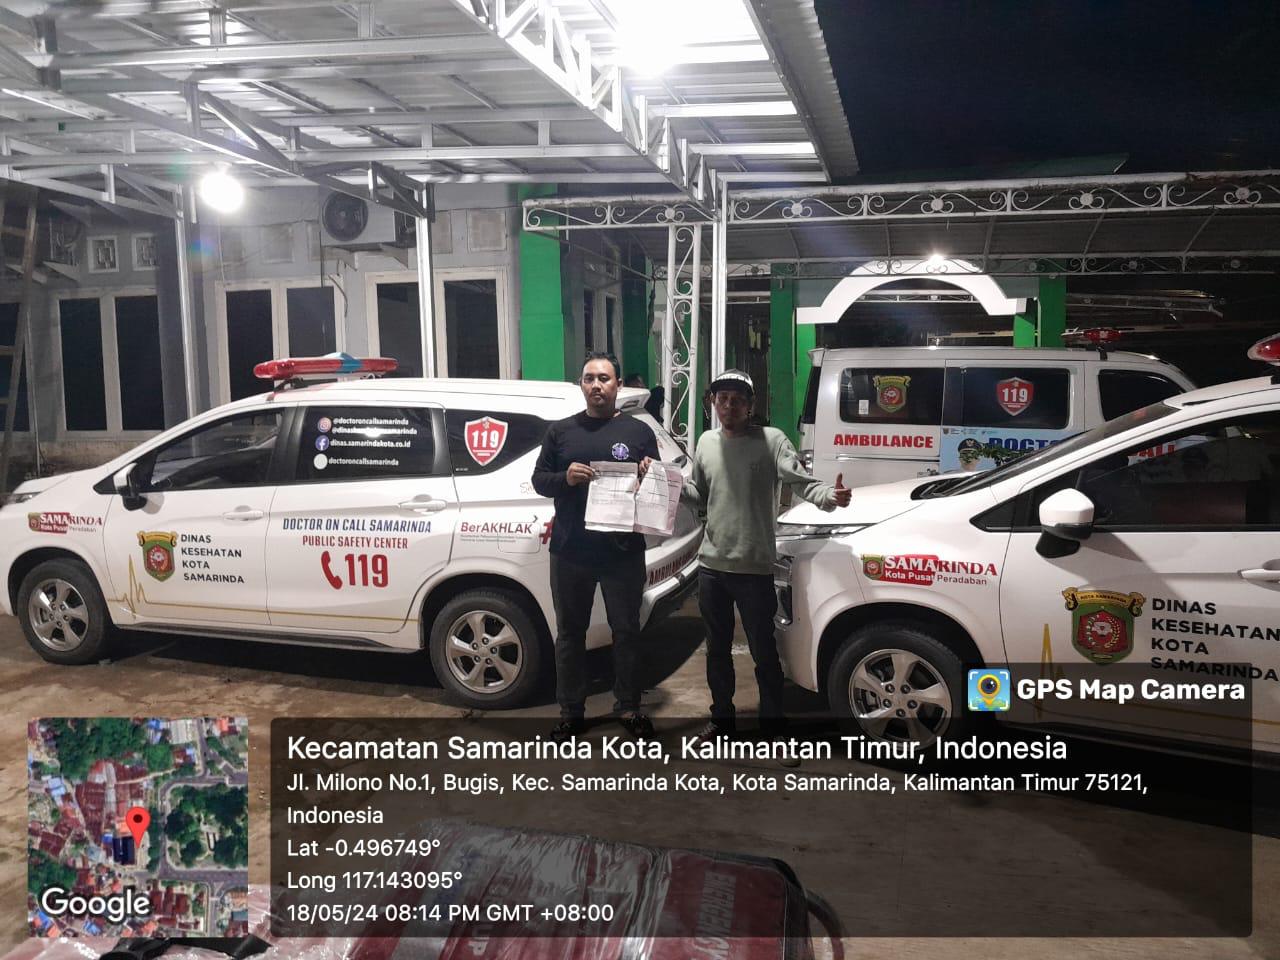 @doctoroncallsamarinda
dinas.samarindakota.co.id
doctoroncallsamarinda
119
SAMARINDA
Kota Pusat Peradaban
DINAS
KESEHATAN
KOTA
SAMARINDA
DOCTOR ON CALL SAMARINDA
PUBLIC SAFETY CENTER
119
BerAKHLAK
#
AMBULANCE
119
AMBULANCE
SAMARINDA
Kota Pusat Peradaban
KOTA SAMARINDA
DINAS
KESEHATAN
KOTA
SAMARINDA
GPS Map Camera
Kecamatan Samarinda Kota, Kalimantan Timur, Indonesia
Jl. Milono No.1, Bugis, Kec. Samarinda Kota, Kota Samarinda, Kalimantan Timur 75121,
Indonesia
Lat -0.496749°
Long 117.143095°
18/05/24 08:14 PM GMT +08:00
Google